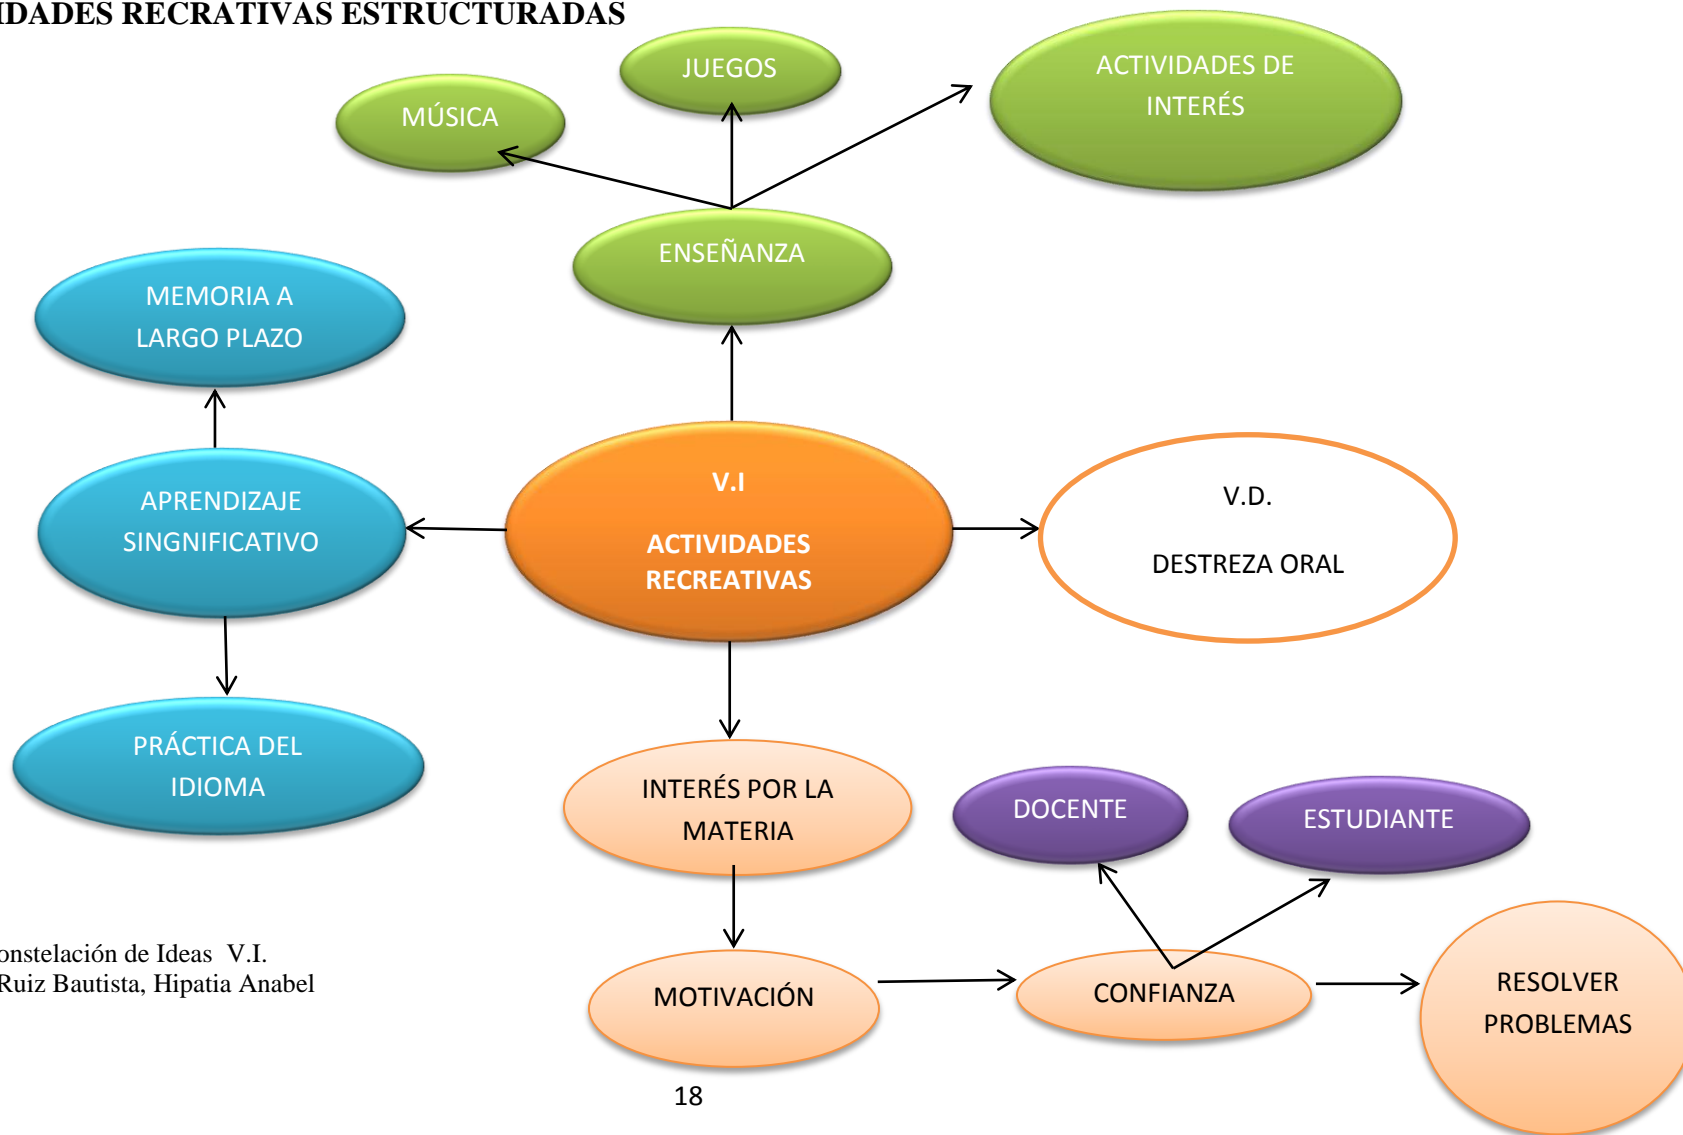 IDADES RECRATIVAS ESTRUCTURADAS
JUEGOS
ACTIVIDADES DE
INTERÉS
MÚSICA
ENSEÑANZA
MEMORIA A
LARGO PLAZO
V.I
ACTIVIDADES
RECREATIVAS
V.D.
DESTREZA ORAL
APRENDIZAJE
SINGNIFICATIVO
PRÁCTICA DEL
IDIOMA
INTERÉS POR LA
MATERIA
DOCENTE
ESTUDIANTE
MOTIVACIÓN
CONFIANZA
RESOLVER
PROBLEMAS
onstelación de Ideas  V.I.
Ruiz Bautista, Hipatia Anabel
18